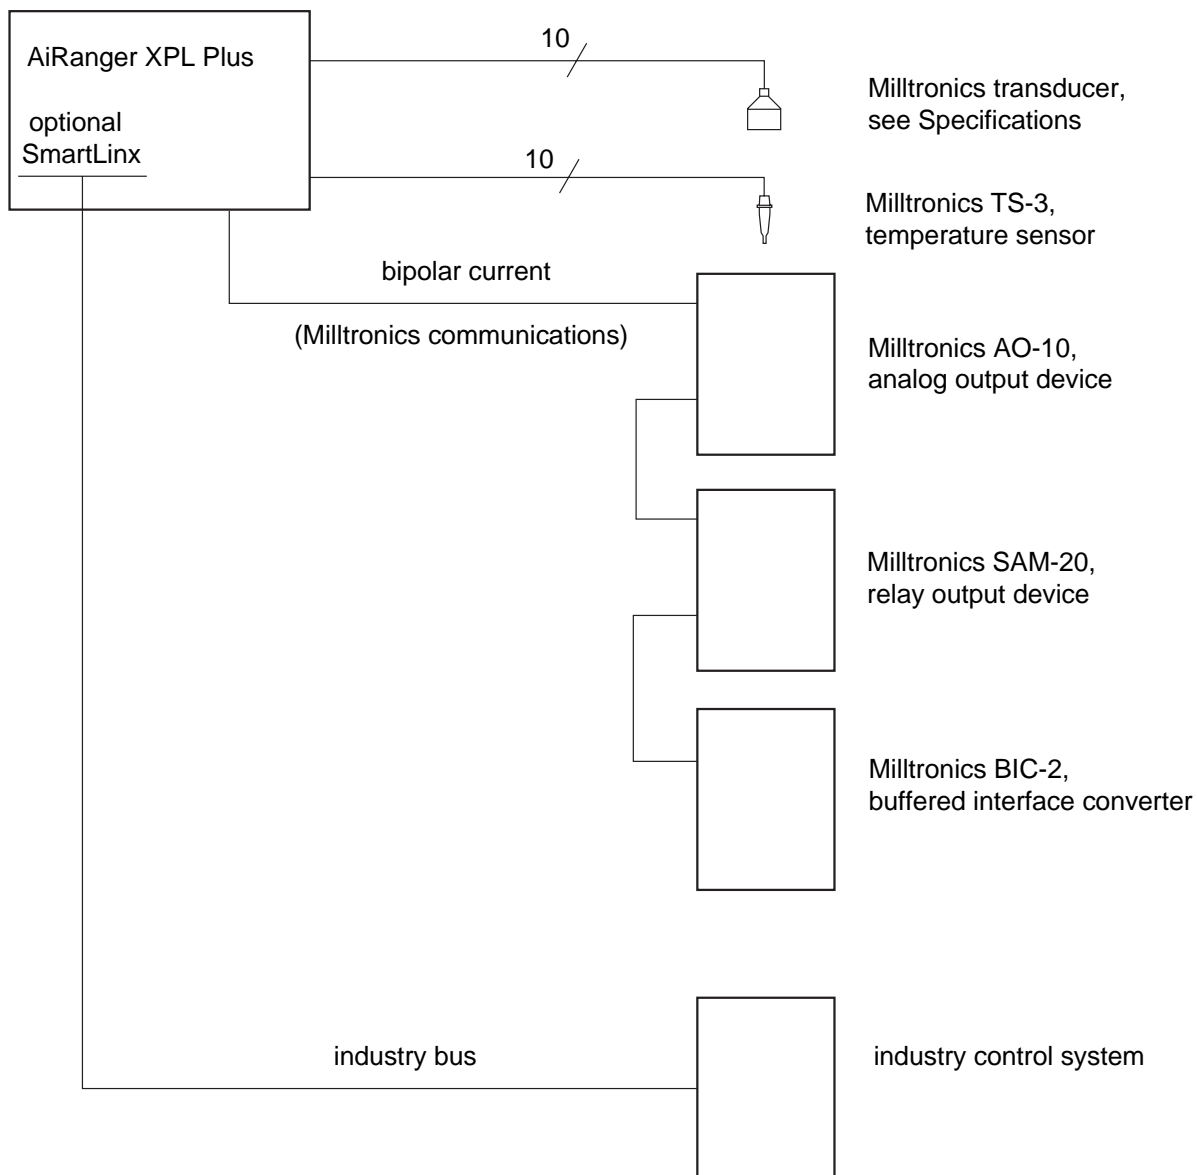 AiRanger XPL Plus
optional
SmartLinx
10
Milltronics transducer,
see Specifications
10
Milltronics TS-3,
temperature sensor
bipolar current
(Milltronics communications)
Milltronics AO-10,
analog output device
Milltronics SAM-20,
relay output device
Milltronics BIC-2,
buffered interface converter
industry bus
industry control system